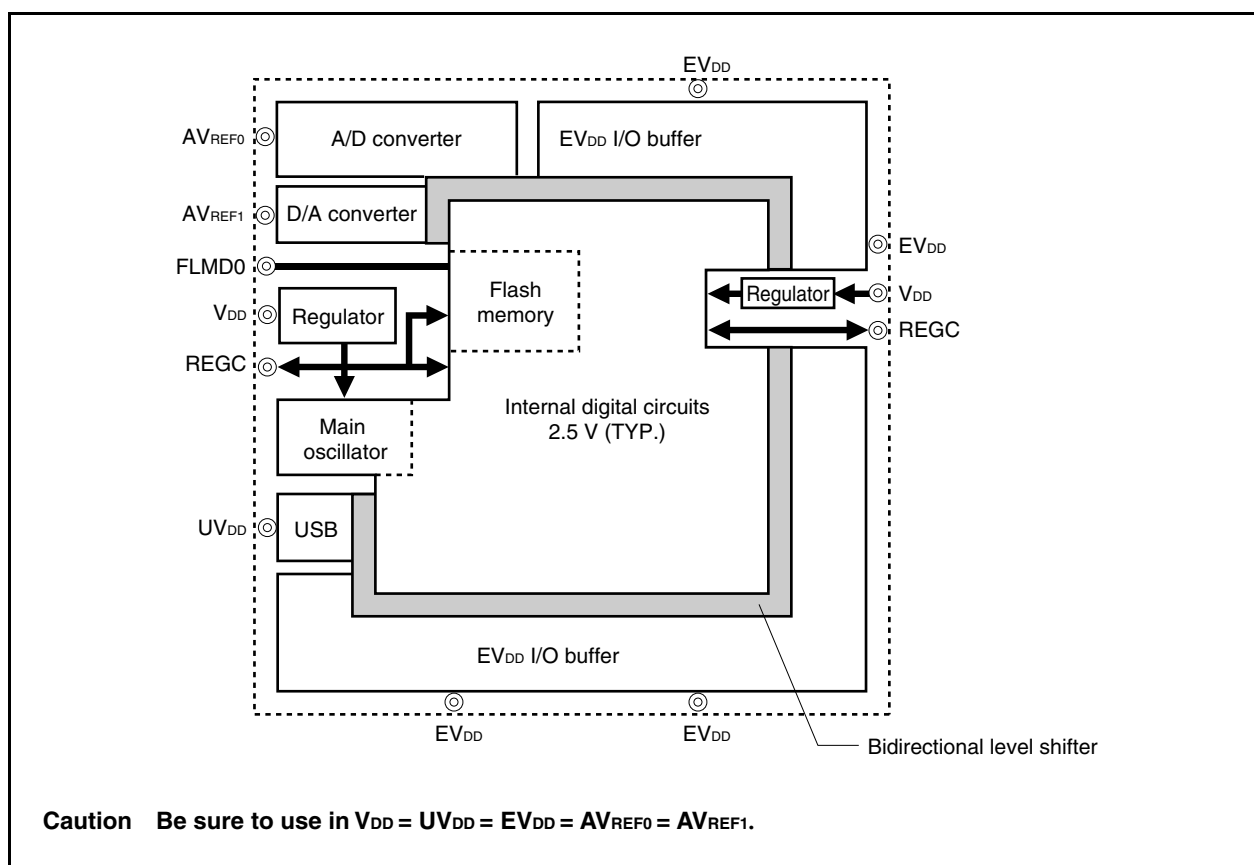 EVDD
AVREF0
A/D converter
EVDD I/O buffer
AVREF1
D/A converter
EVDD
FLMD0
Flash
memory
VDD
Regulator
Regulator
VDD
REGC
REGC
Internal digital circuits
2.5 V (TYP.)
Main
oscillator
UVDD
USB
EVDD I/O buffer
EVDD
EVDD
Bidirectional level shifter
Caution Be sure to use in VDD = UVDD = EVDD = AVREF0 = AVREF1.